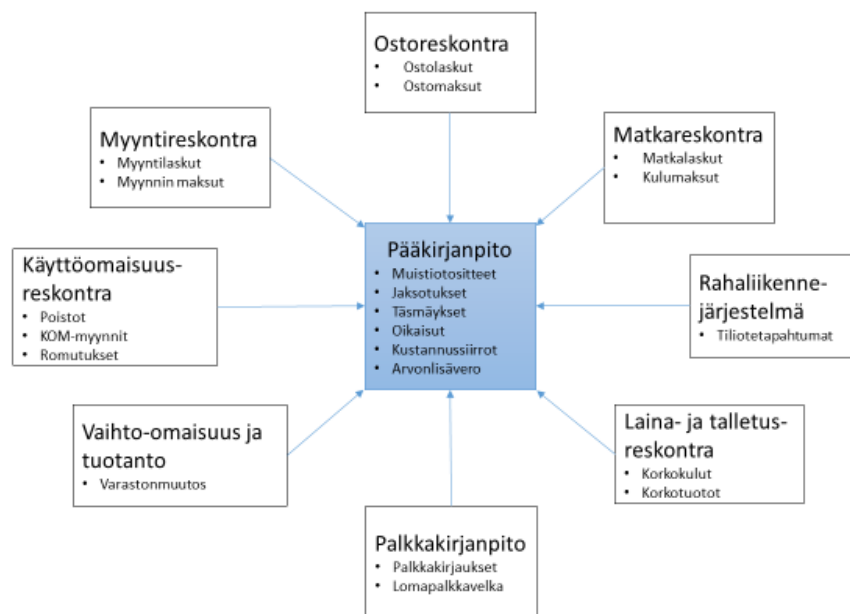 Ostoreskontra
• Ostolaskut
• Ostomaksut
Myyntireskontra
• Myyntilaskut
• Myynnin maksut
Matkareskontra
• Matkalaskut
• Kulumaksut
Pääkirjanpito
• Muistiotositteet
• Jaksotukset
• Täsmäykset
• Oikaisut
• Kustannussiirrot
• Arvonlisävero
Käyttöomaisuus-
reskontra
• Poistot
• KOM-myynnit
• Romutukset
Rahaliikenne-
järjestelmä
• Tiliotetapahtumat
Vaihto-omaisuus ja
tuotanto
• Varastonmuutos
Laina- ja talletus-
reskontra
• Korkokulut
• Korkotuotot
Palkkakirjanpito
• Palkkakirjaukset
• Lomapalkkavelka